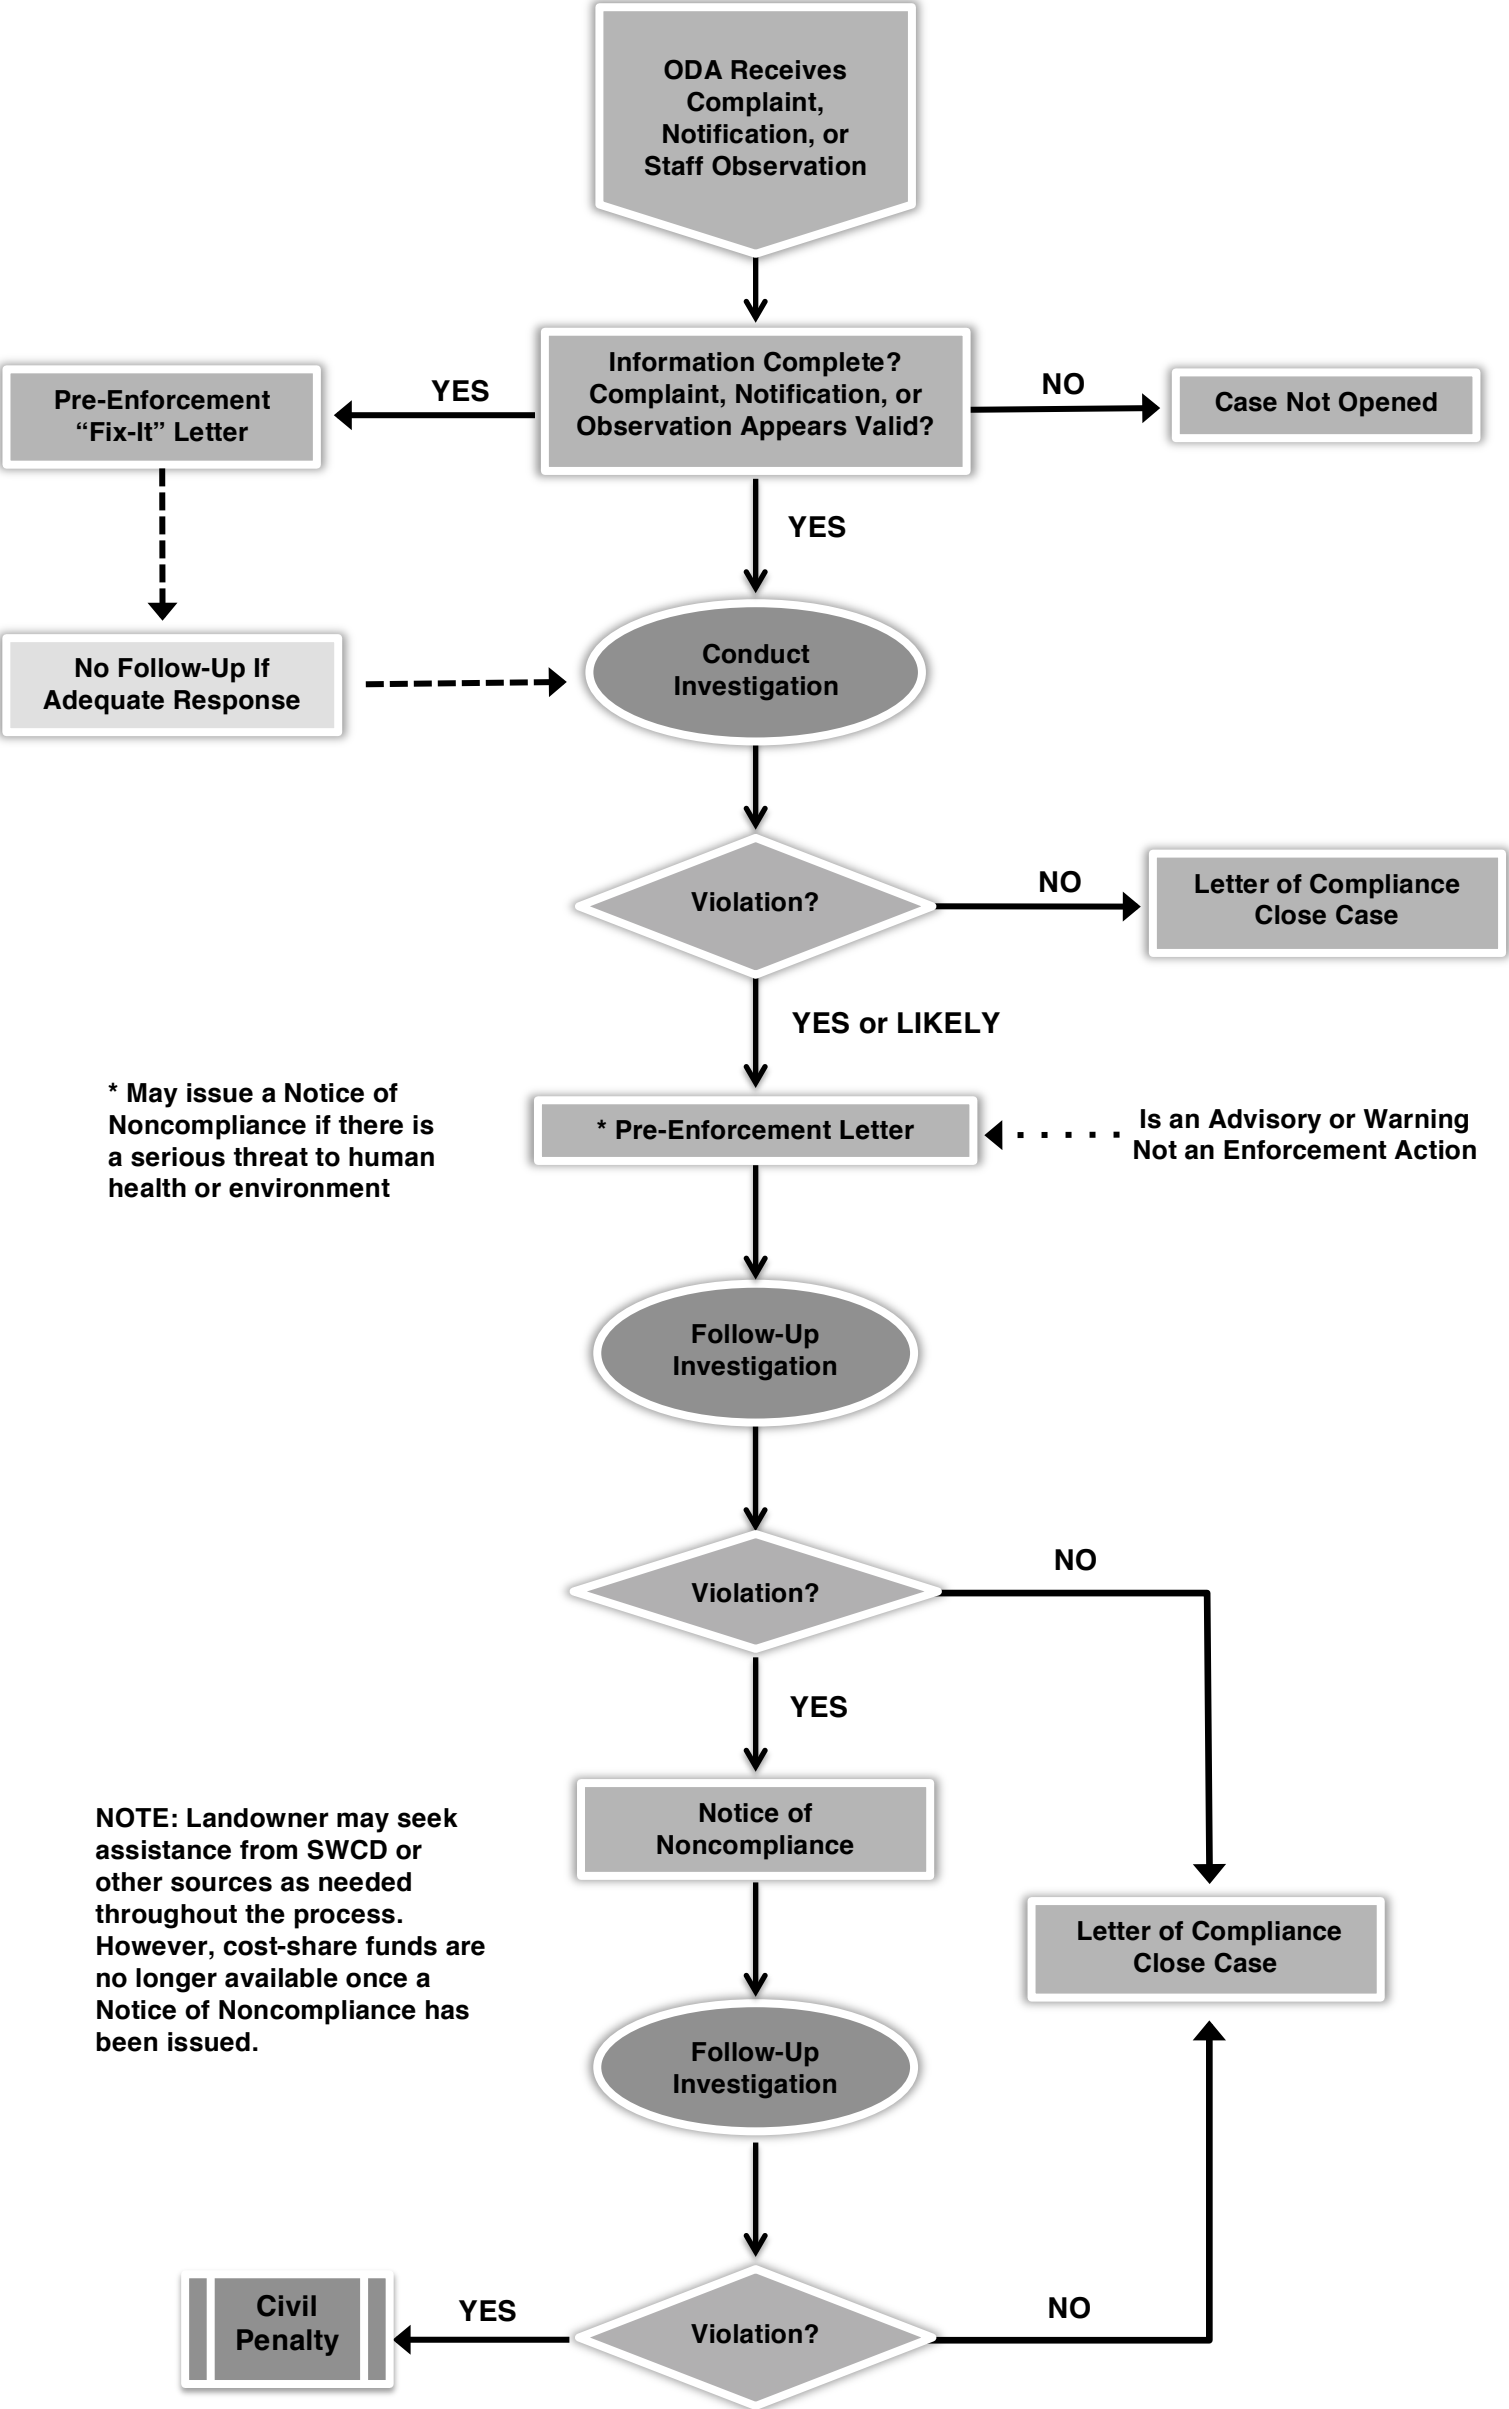 ODA Receives
Complaint,
Notification, or
Staff Observation
Information Complete?
Complaint, Notification, or
Observation Appears Valid?
YES
Pre-Enforcement
“Fix-It” Letter
NO
Case Not Opened
YES
No Follow-Up If
Adequate Response
Conduct
Investigation
Violation?
NO
Letter of Compliance
Close Case
YES or LIKELY
* May issue a Notice of
Noncompliance if there is
a serious threat to human
health or environment
* Pre-Enforcement Letter
Is an Advisory or Warning
Not an Enforcement Action
Follow-Up
Investigation
Violation?
NO
YES
Notice of
Noncompliance
NOTE: Landowner may seek
assistance from SWCD or
other sources as needed
throughout the process.
However, cost-share funds are
no longer available once a
Notice of Noncompliance has
been issued.
Letter of Compliance
Close Case
Follow-Up
Investigation
Violation?
YES
Civil
Penalty
NO